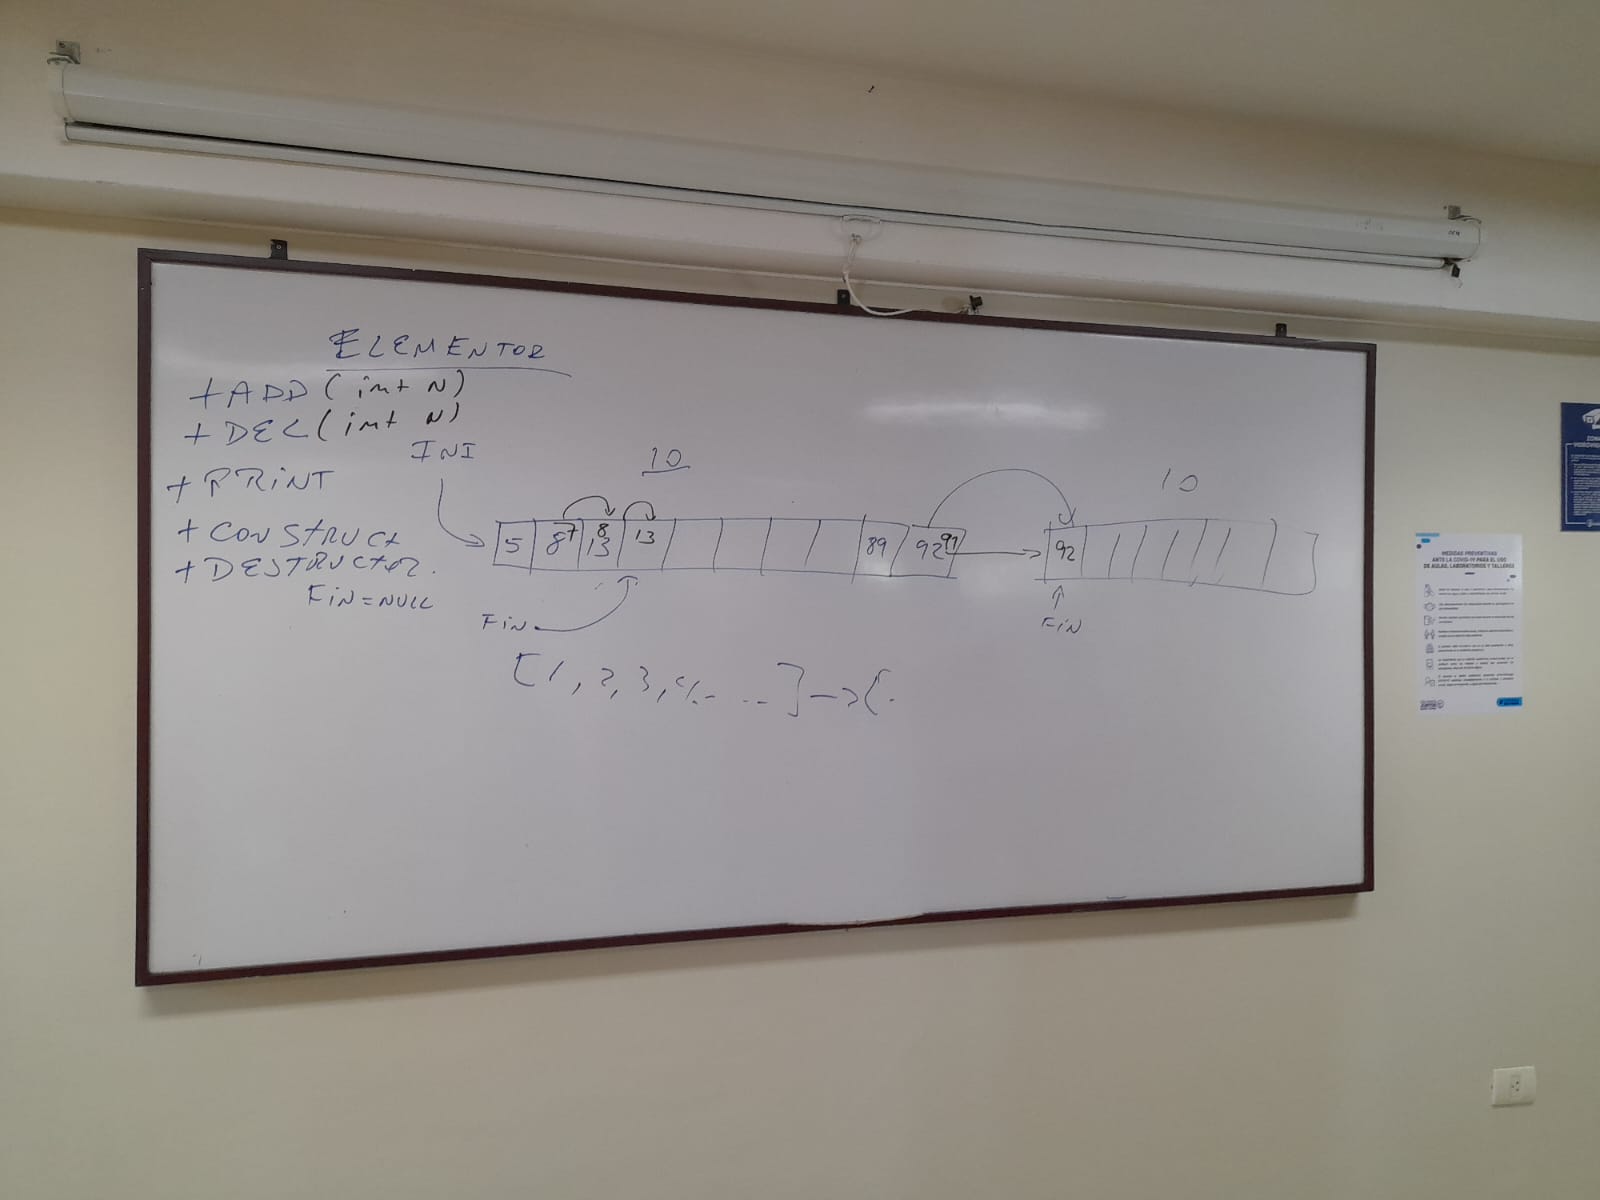 ELEMENTOR
+ ADD (int N)
+ DEL (int N)
INI
+ PRINT
+ CONSTRUCT
+ DESTRUCTOR.
FiN = NULL
10
5 8 7 8 13 13 89 92 91
10
92
FiN
FiN
[1, 2, 3, 4, - - ..] -> [.
MEDIDAS PREVENTIVAS
ANTE LA COVID-19 PARA EL USO
DE AULAS, LABORATORIOS Y TALLERES
ZONA